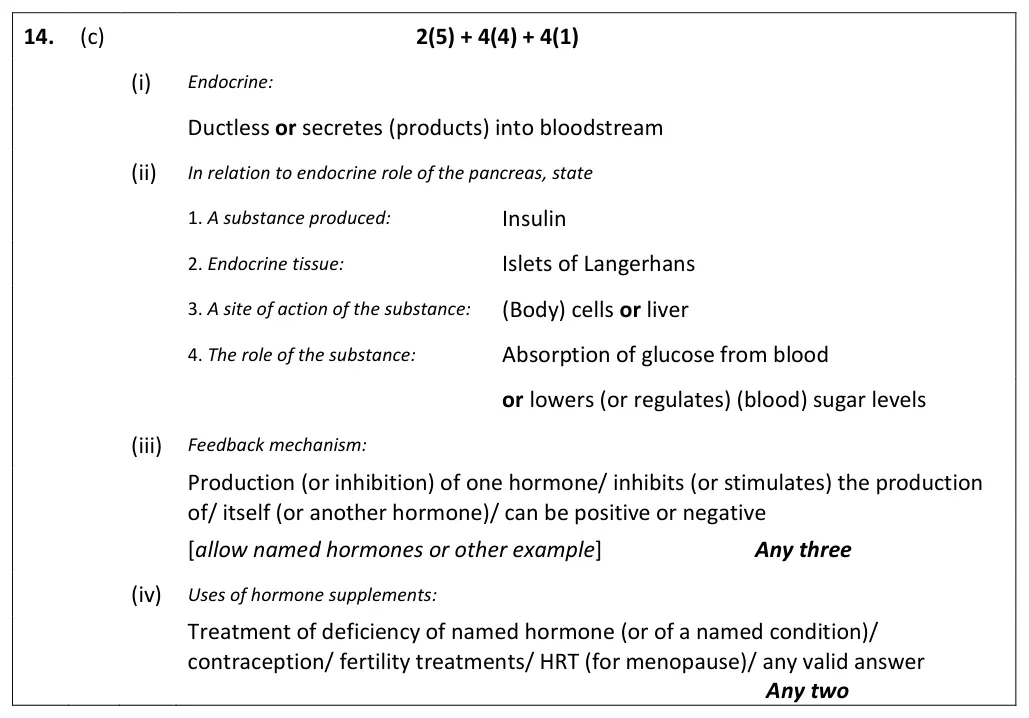 14. (c) 2(5) + 4(4) + 4(1)
(i) Endocrine:
Ductless or secretes (products) into bloodstream
(ii) In relation to endocrine role of the pancreas, state
1. A substance produced: Insulin
2. Endocrine tissue: Islets of Langerhans
3. A site of action of the substance: (Body) cells or liver
4. The role of the substance: Absorption of glucose from blood
or lowers (or regulates) (blood) sugar levels
(iii) Feedback mechanism:
Production (or inhibition) of one hormone/ inhibits (or stimulates) the production
of/ itself (or another hormone)/ can be positive or negative
[allow named hormones or other example] Any three
(iv) Uses of hormone supplements:
Treatment of deficiency of named hormone (or of a named condition)/
contraception/ fertility treatments/ HRT (for menopause)/ any valid answer
Any two